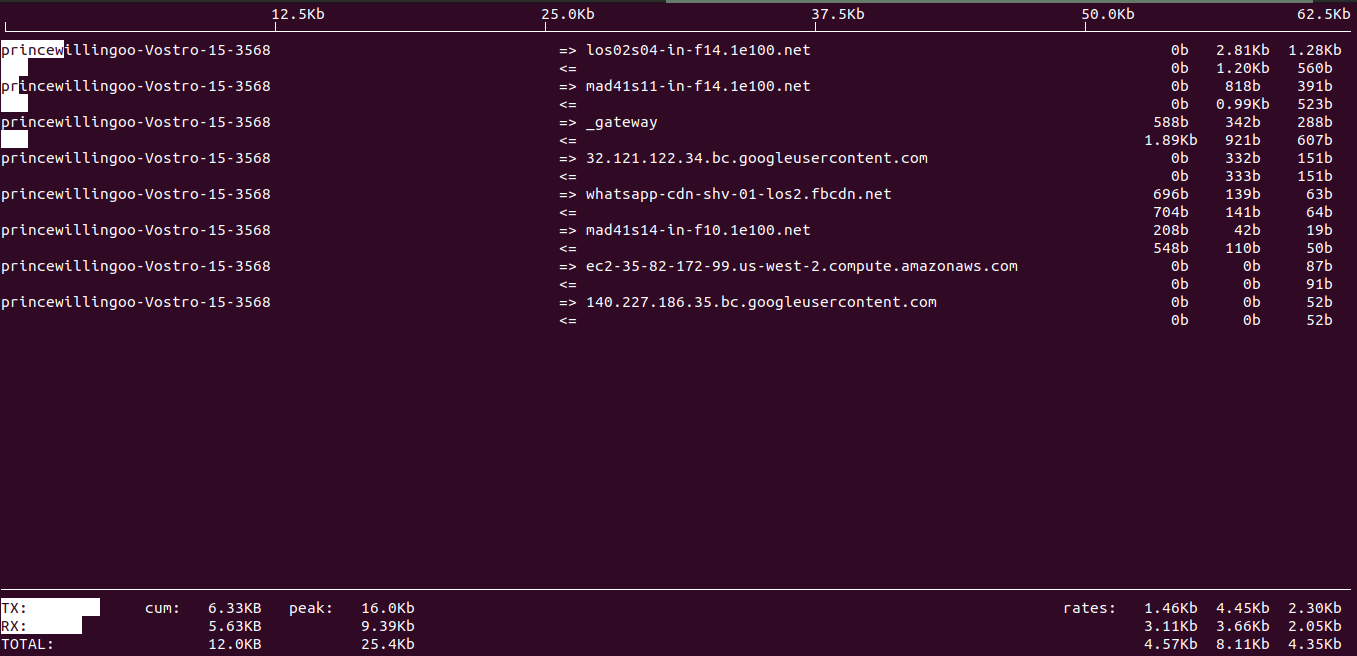 12.5Kb 25.0Kb 37.5Kb 50.0Kb 62.5Kb
princewillingoo-Vostro-15-3568 => los02s04-in-f14.1e100.net 0b 2.81Kb 1.28Kb
<= 0b 1.20Kb 560b
princewillingoo-Vostro-15-3568 => mad41s11-in-f14.1e100.net 0b 818b 391b
<= 0b 0.99Kb 523b
princewillingoo-Vostro-15-3568 => _gateway 588b 342b 288b
<= 1.89Kb 921b 607b
princewillingoo-Vostro-15-3568 => 32.121.122.34.bc.googleusercontent.com 0b 332b 151b
<= 0b 333b 151b
princewillingoo-Vostro-15-3568 => whatsapp-cdn-shv-01-los2.fbcdn.net 696b 139b 63b
<= 704b 141b 64b
princewillingoo-Vostro-15-3568 => mad41s14-in-f10.1e100.net 208b 42b 19b
<= 548b 110b 50b
princewillingoo-Vostro-15-3568 => ec2-35-82-172-99.us-west-2.compute.amazonaws.com 0b 0b 87b
<= 0b 0b 91b
princewillingoo-Vostro-15-3568 => 140.227.186.35.bc.googleusercontent.com 0b 0b 52b
<= 0b 0b 52b
TX: cum: 6.33KB peak: 16.0Kb rates: 1.46Kb 4.45Kb 2.30Kb
RX: 5.63KB 9.39Kb 3.11Kb 3.66Kb 2.05Kb
TOTAL: 12.0KB 25.4Kb 4.57Kb 8.11Kb 4.35Kb